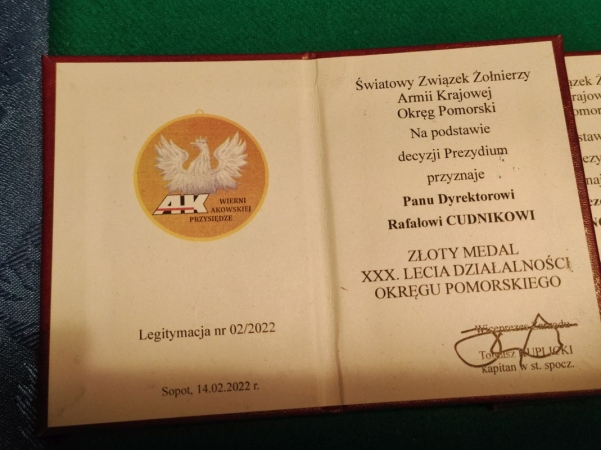 AK
WIERNI
AKOWSKIEJ
PRZYSIĘDZE
Legitymacja nr 02/2022
Sopot, 14.02.2022 r.
Światowy Związek Żołnierzy
Armii Krajowej
Okręg Pomorski
Na podstawie
decyzji Prezydium
przyznaje
Panu Dyrektorowi
Rafałowi CUDNIKOWI
ZŁOTY MEDAL
XXX. LECIA DZIAŁALNOŚCI
OKRĘGU POMORSKIEGO
Wiceprezes Zarządu
kapitan w st. spocz.